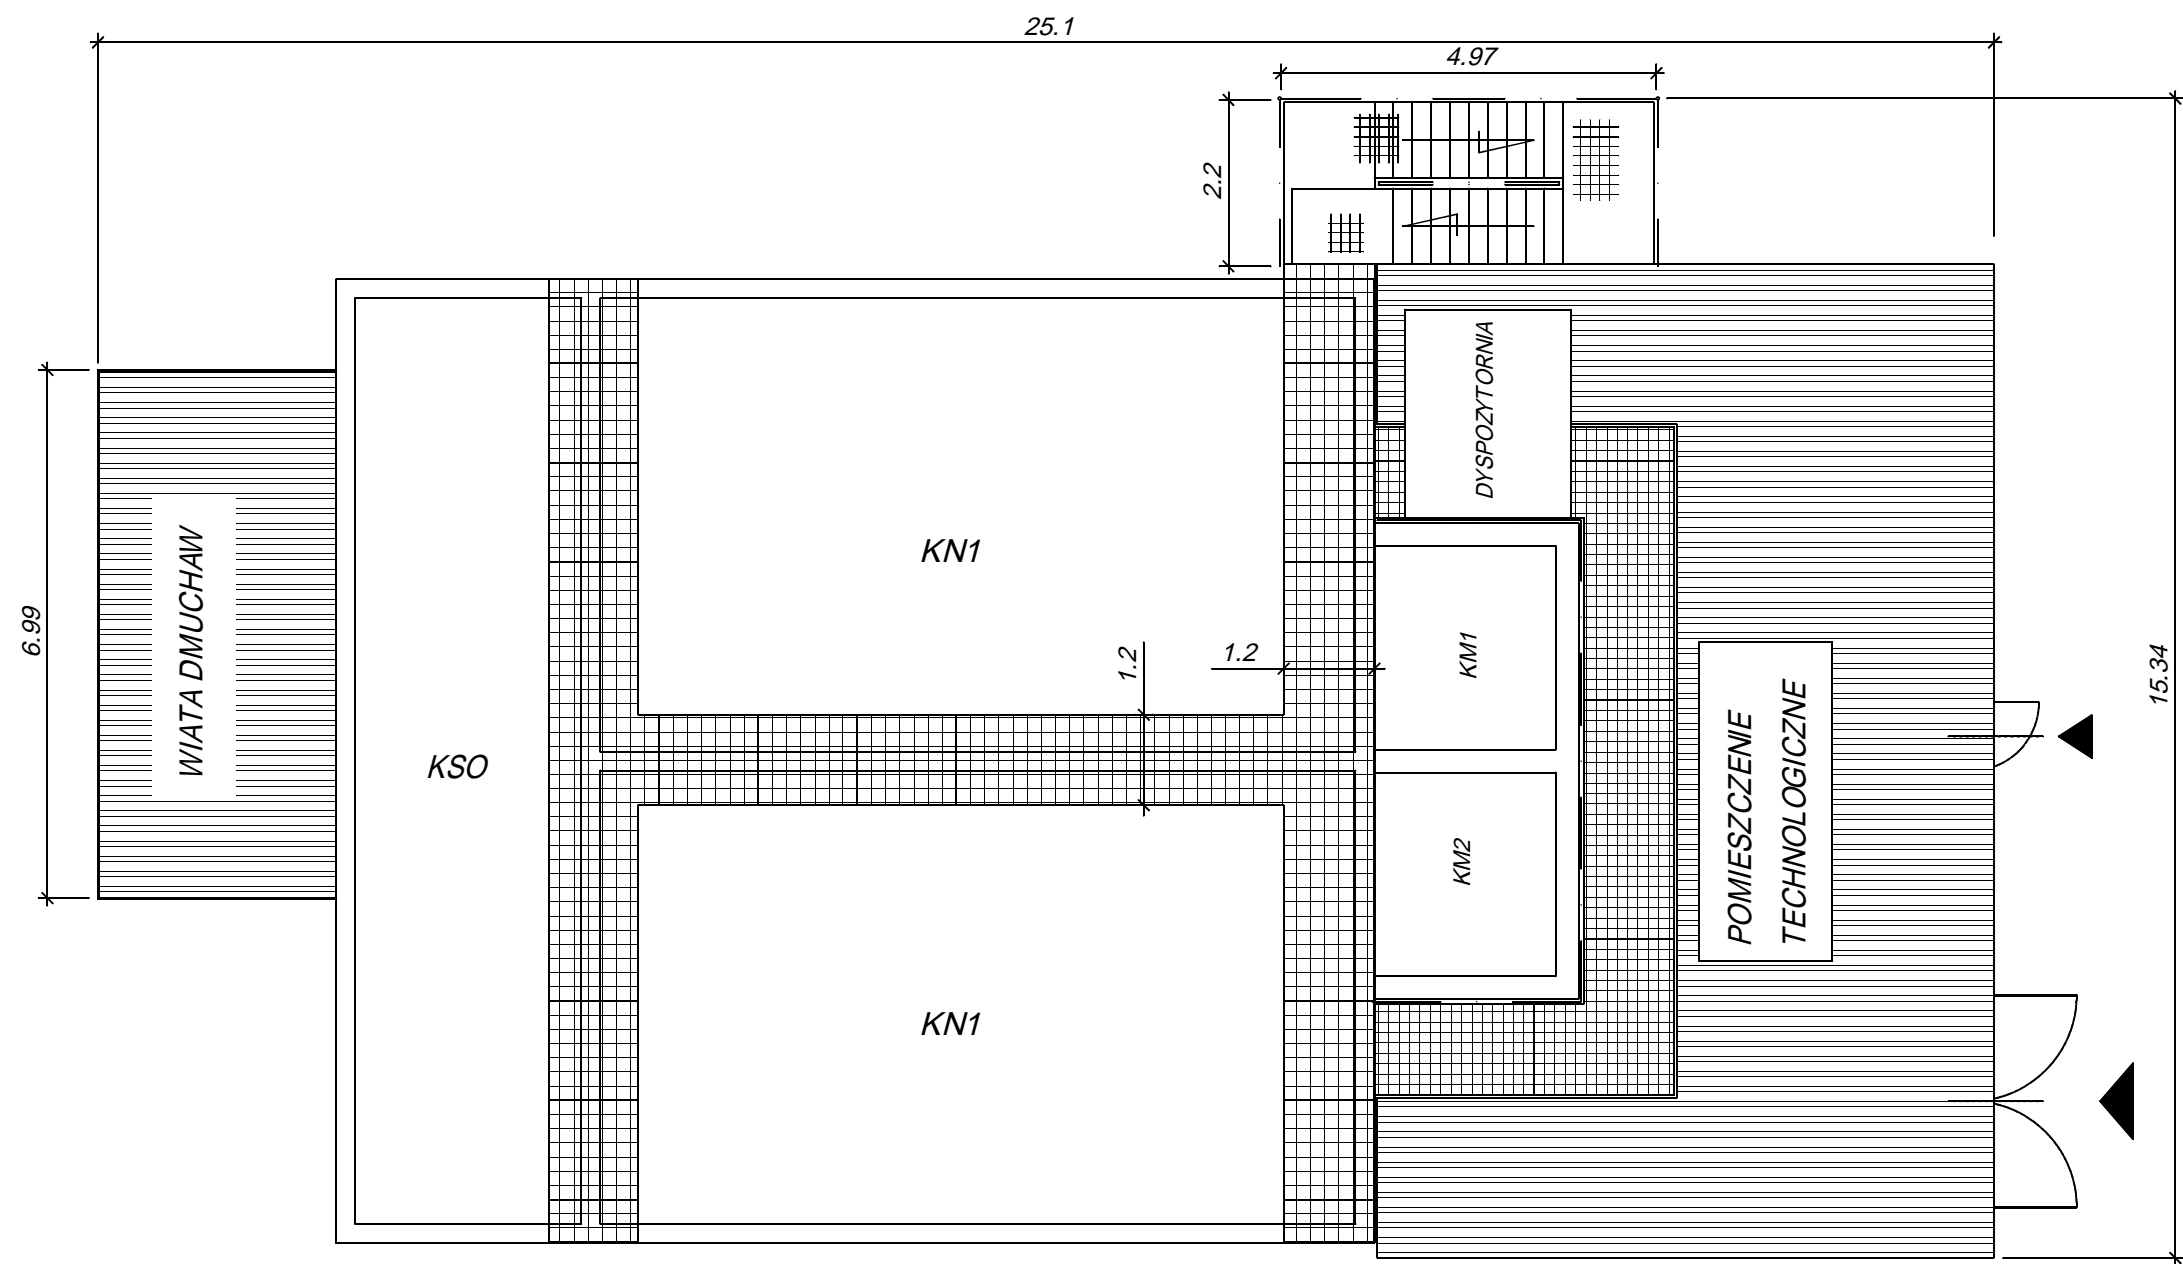 25.1
4.97
2.2
DYSPOZYTORNIA
KN1
6.99
WIATA DMUCHAW
1.2
1.2
KM1
15.34
KSO
POMIESZCZENIE
TECHNOLOGICZNE
KM2
KN1